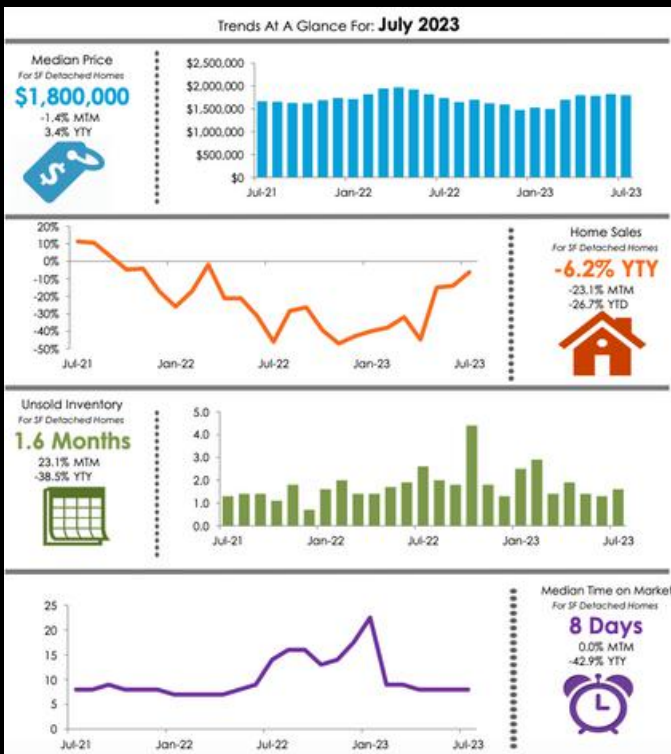 Trends At A Glance For: July 2023
Median Price
For SF Detached Homes
$1,800,000
-1.4% MTM
3.4% YTY
$
$2,500,000
$2,000,000
$1,500,000
$1,000,000
$500,000
$0
Jul-21 Jan-22 Jul-22 Jan-23 Jul-23
20%
10%
0%
-10%
-20%
-30%
-40%
-50%
Jul-21 Jan-22 Jul-22 Jan-23 Jul-23
Home Sales
For SF Detached Homes
-6.2% YTY
-23.1% MTM
-26.7% YTD
Unsold Inventory
For SF Detached Homes
1.6 Months
23.1% MTM
-38.5% YTY
5.0
4.0
3.0
2.0
1.0
0.0
Jul-21 Jan-22 Jul-22 Jan-23 Jul-23
25
20
15
10
5
0
Jul-21 Jan-22 Jul-22 Jan-23 Jul-23
Median Time on Market
For SF Detached Homes
8 Days
0.0% MTM
-42.9% YTY